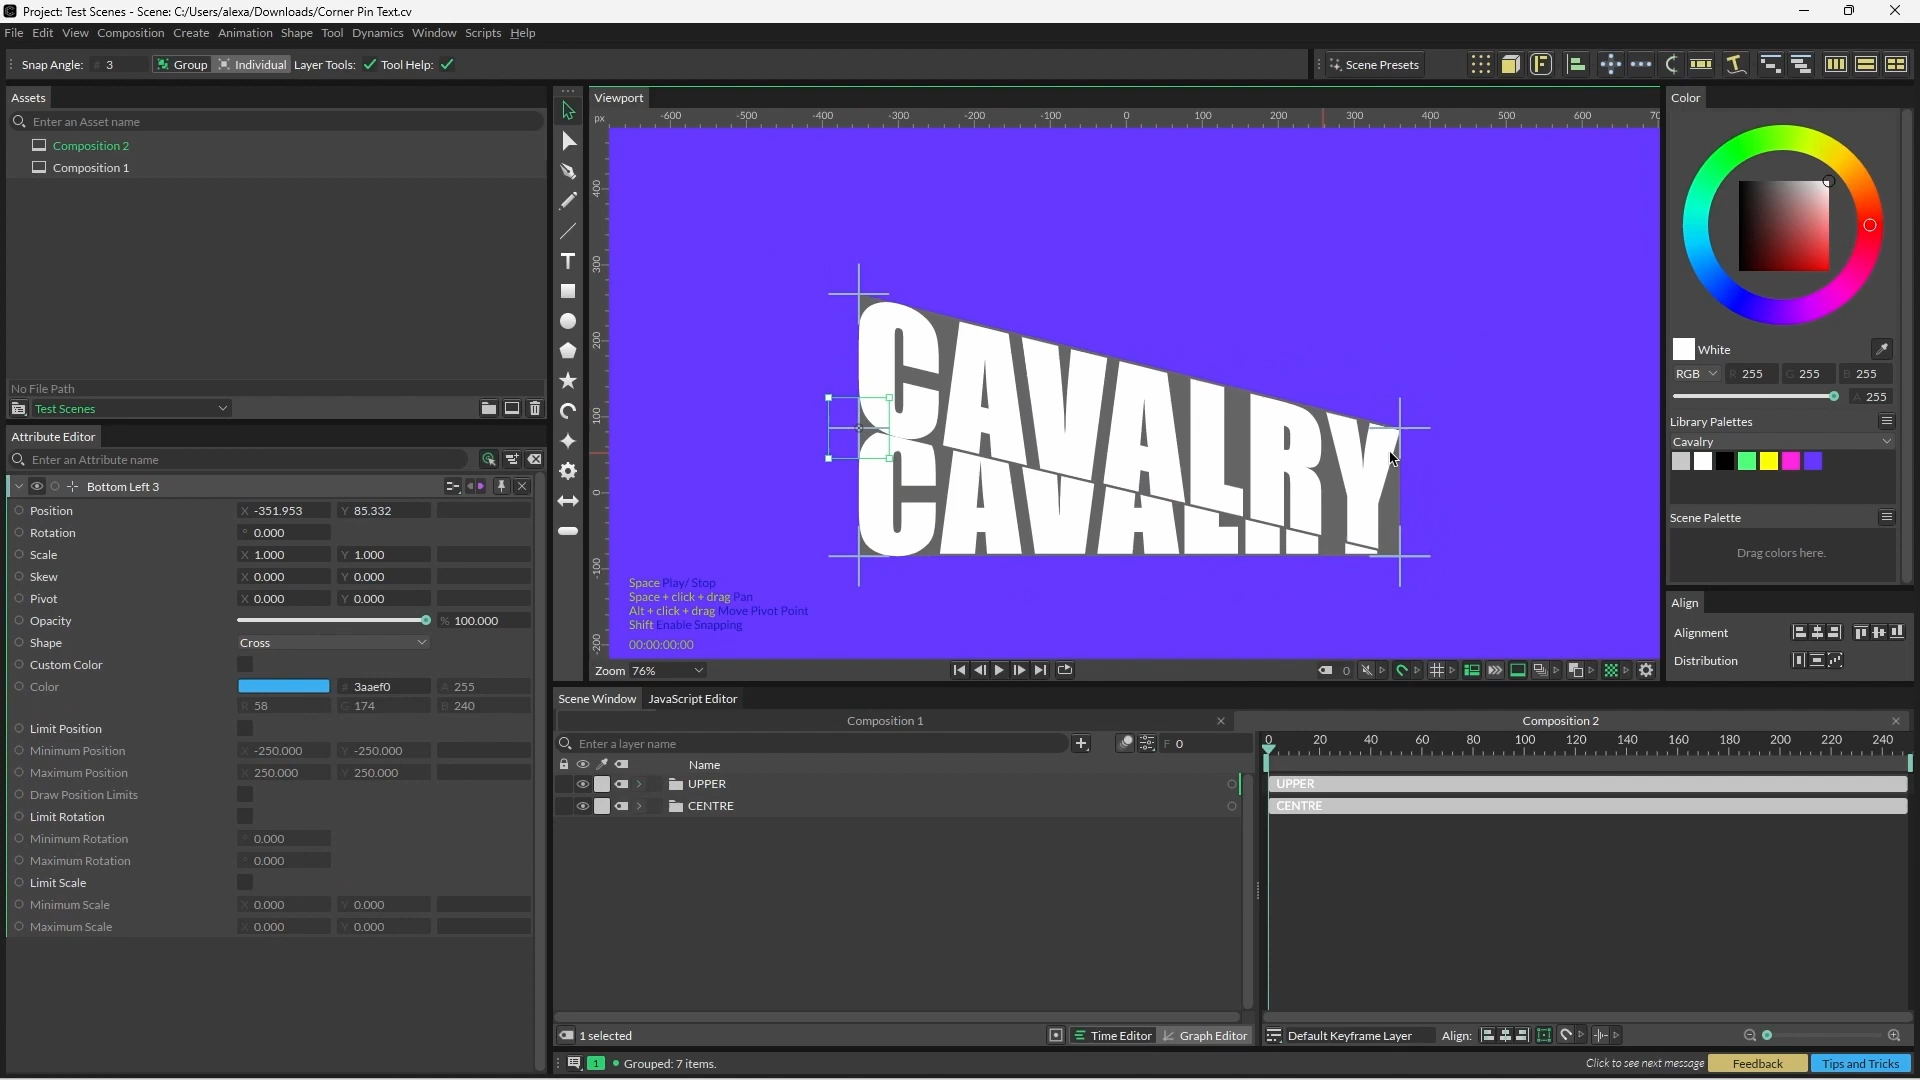 Project: Test Scenes - Scene: C:/Users/alexa/Downloads/Corner Pin Text.cv
File Edit View Composition Create Animation Shape Tool Dynamics Window Scripts Help
Snap Angle: 3 Group Individual Layer Tools: Tool Help: Scene Presets
Assets
Enter an Asset name
Composition 2
Composition 1
No File Path
Test Scenes
Attribute Editor
Enter an Attribute name
Bottom Left 3
Position X -351.953 Y 85.332
Rotation ° 0.000
Scale X 1.000 Y 1.000
Skew X 0.000 Y 0.000
Pivot X 0.000 Y 0.000
Opacity % 100.000
Shape Cross
Custom Color
Color # 3aaef0 A 255
R 58 G 174 B 240
Limit Position
Minimum Position X -250.000 Y -250.000
Maximum Position X 250.000 Y 250.000
Draw Position Limits
Limit Rotation
Minimum Rotation ° 0.000
Maximum Rotation ° 0.000
Limit Scale
Minimum Scale X 0.000 Y 0.000
Maximum Scale X 0.000 Y 0.000
Viewport
px -600 -500 -400 -300 -200 -100 0 100 200 300 400 500 600 70
400
300
200
100
0
-100
-200
CAVALRY
CAVALRY
Space Play/ Stop
Space + click + drag Pan
Alt + click + drag Move Pivot Point
Shift Enable Snapping
00:00:00:00
Zoom 76% 0
Color
White
RGB R 255 G 255 B 255
A 255
Library Palettes
Cavalry
Scene Palette
Drag colors here.
Align
Alignment
Distribution
Scene Window JavaScript Editor
Composition 1 Composition 2
Enter a layer name F 0
0 20 40 60 80 100 120 140 160 180 200 220 240
Name
UPPER UPPER
CENTRE CENTRE
1 selected Time Editor Graph Editor Default Keyframe Layer Align:
1 Grouped: 7 items. Click to see next message Feedback Tips and Tricks